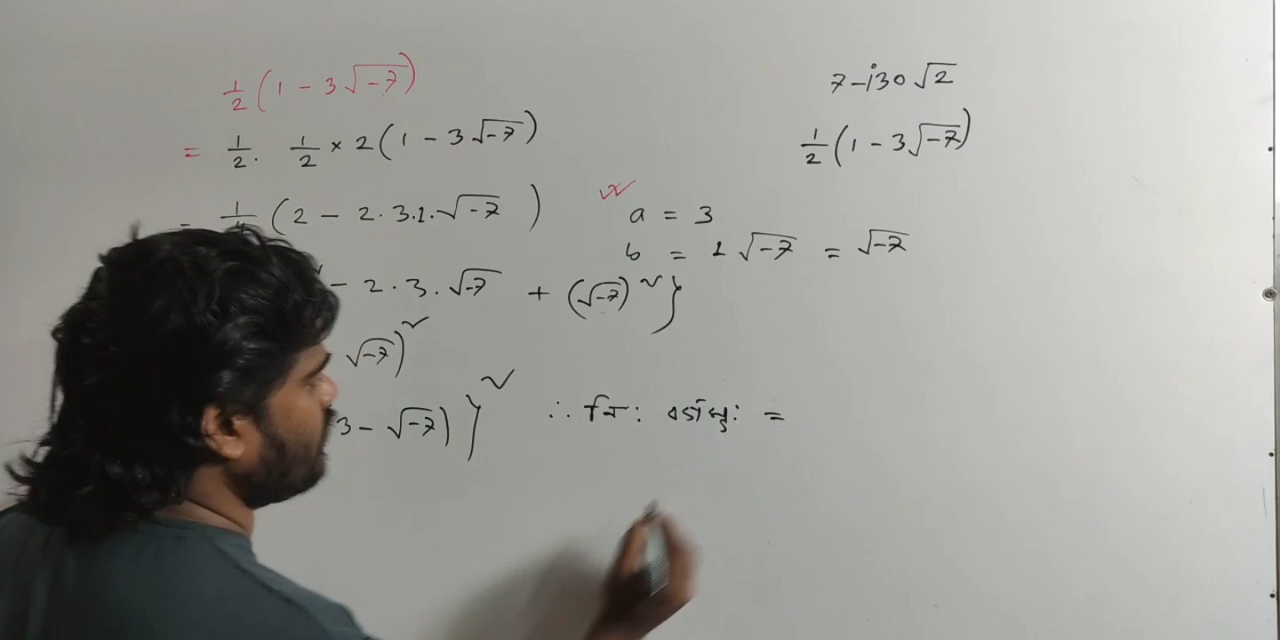 ½(1 - 3√-7)
= ½ · ½ × 2(1 - 3√-7)
= (2 - 2.3.1.√-7)
- 2.3.√-7 + (√-7)²}
√-7)²
3 - √-7)}²
7-i30√2
½(1 - 3√-7)
a = 3
b = 1√-7 = √-7
∴ নি: বর্গমূ: =